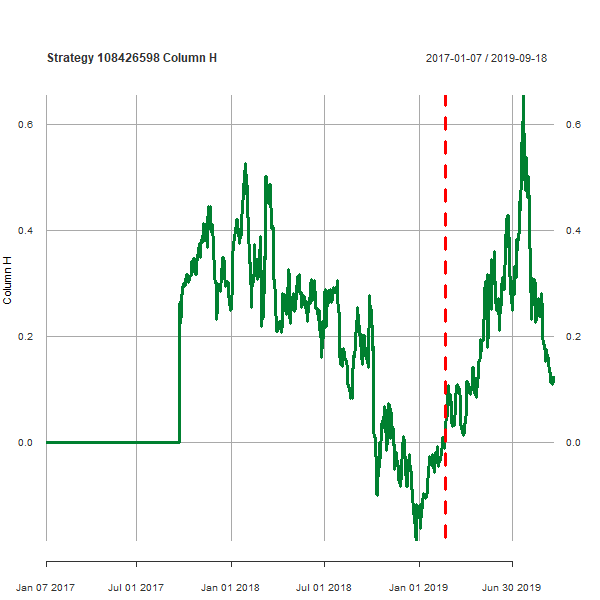 Strategy 108426598 Column H
2017-01-07 / 2019-09-18
0.6
0.6
0.4
0.4
Column H
0.2
0.2
0.0
0.0
Jan 07 2017
Jul 01 2017
Jan 01 2018
Jul 01 2018
Jan 01 2019
Jun 30 2019